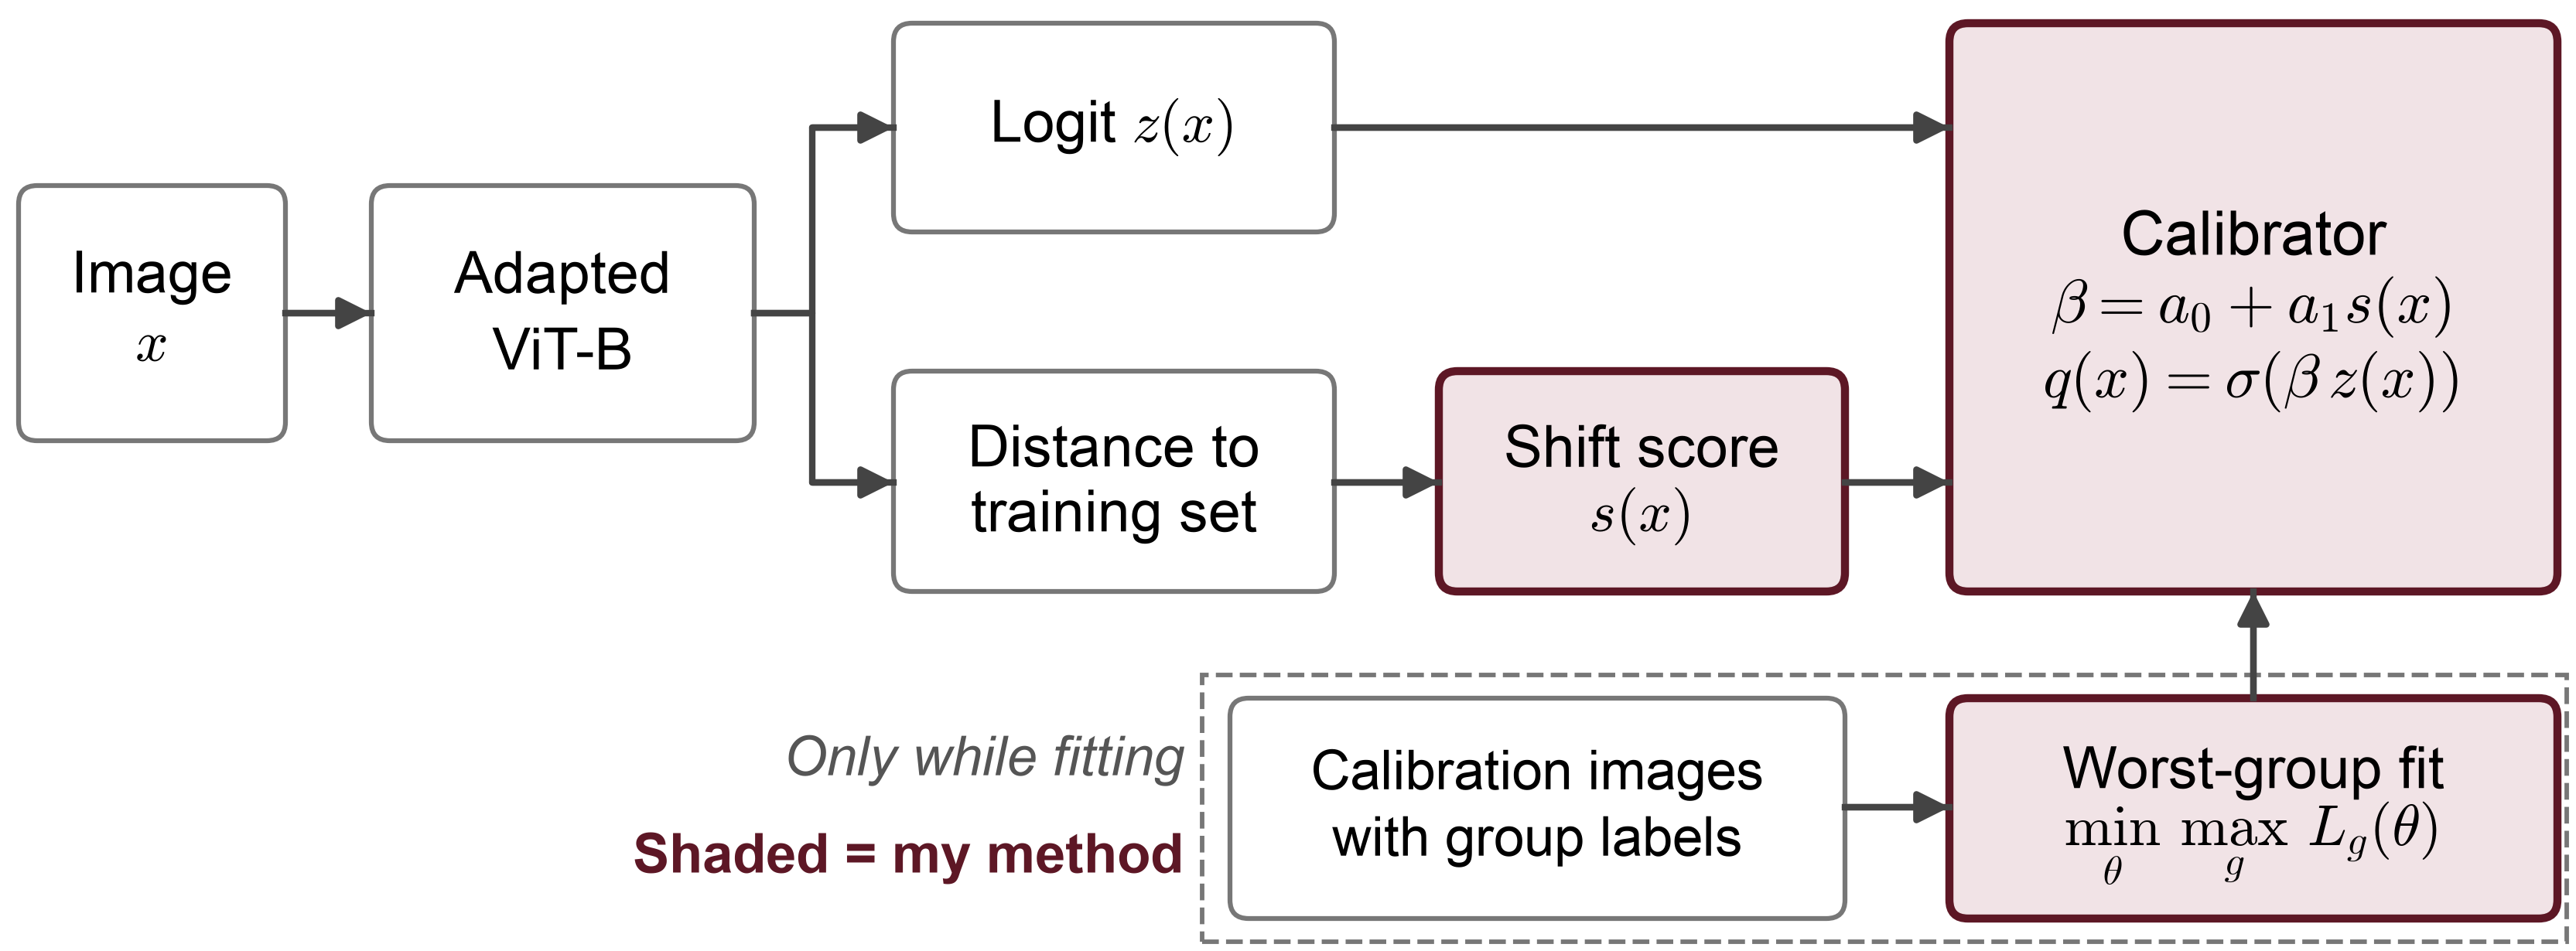 Image
x
Adapted
ViT-B
Logit z(x)
Distance to
training set
Shift score
s(x)
Calibrator
β = a₀ + a₁s(x)
q(x) = σ(β z(x))
Only while fitting
Shaded = my method
Calibration images
with group labels
Worst-group fit
min max L_g(θ)
θ g